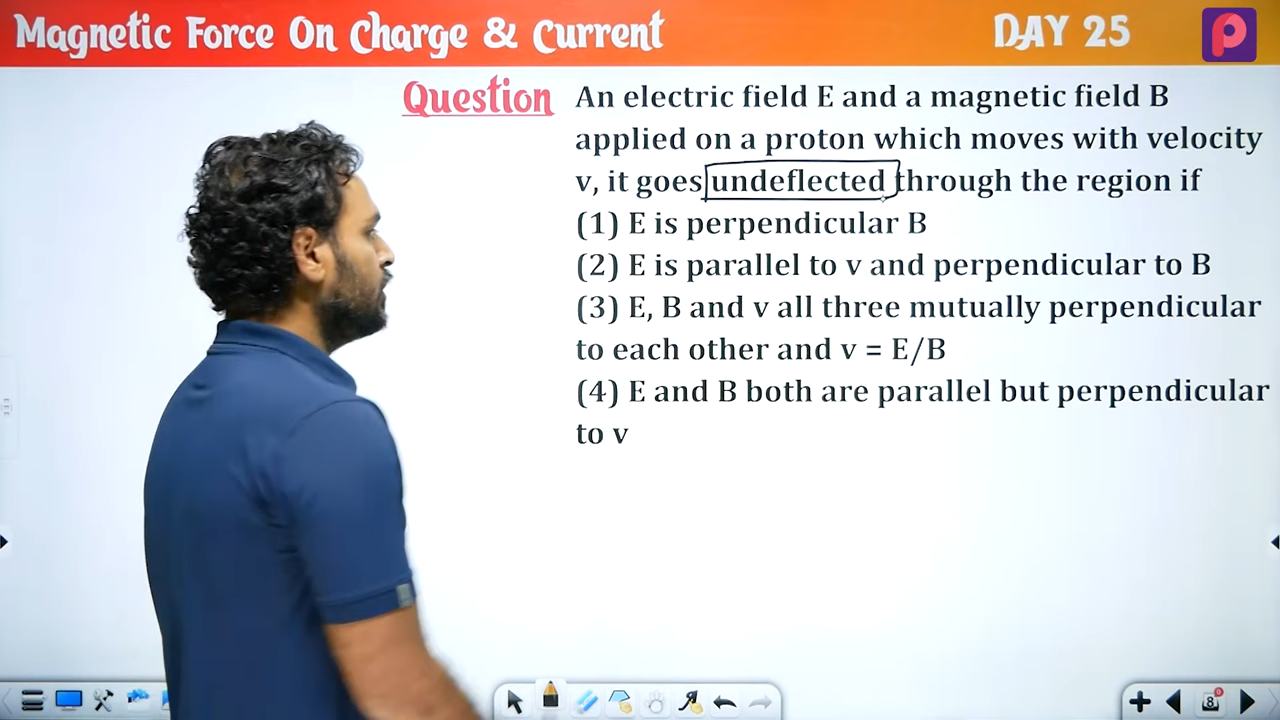 Magnetic Force On Charge & Current
DAY 25
Question
An electric field E and a magnetic field B
applied on a proton which moves with velocity
v, it goes undeflected through the region if
(1) E is perpendicular B
(2) E is parallel to v and perpendicular to B
(3) E, B and v all three mutually perpendicular
to each other and v = E/B
(4) E and B both are parallel but perpendicular
to v
8